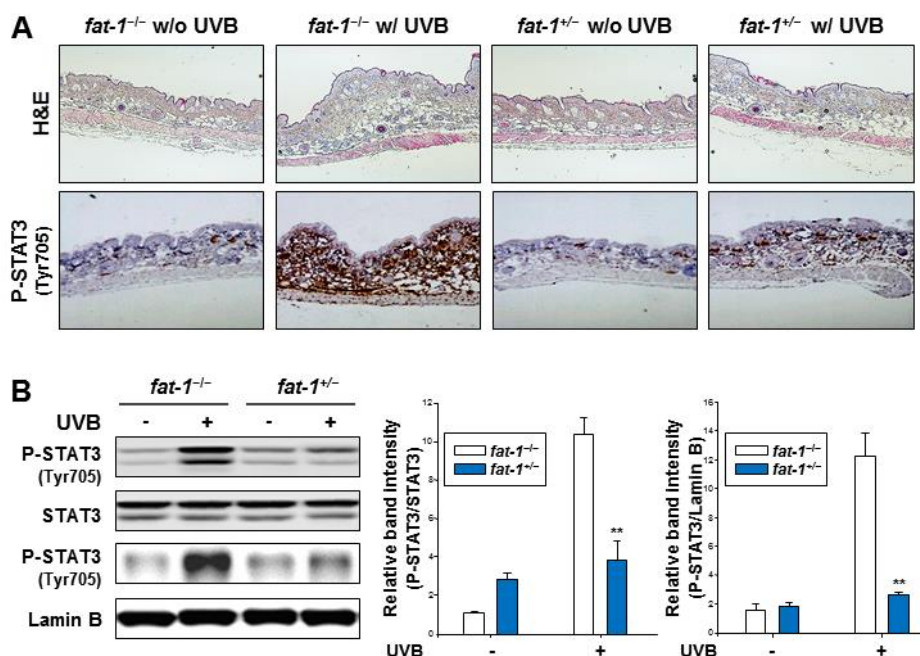 A
fat-1−/− w/o UVB
fat-1−/− w/ UVB
fat-1+/− w/o UVB
fat-1+/− w/ UVB
H&E
P-STAT3
(Tyr705)
B
fat-1−/−
fat-1+/−
UVB
- + - +
P-STAT3
(Tyr705)
STAT3
P-STAT3
(Tyr705)
Lamin B
Relative band intensity
(P-STAT3/STAT3)
12
10
8
6
4
2
0
fat-1−/−
fat-1+/−
**
UVB - +
Relative band intensity
(P-STAT3/Lamin B)
16
14
12
10
8
6
4
2
0
fat-1−/−
fat-1+/−
**
UVB - +